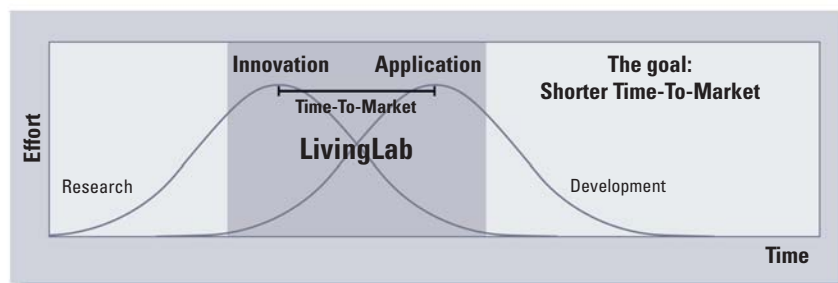 Innovation
Application
The goal:
Shorter Time-To-Market
Time-To-Market
LivingLab
Effort
Research
Development
Time